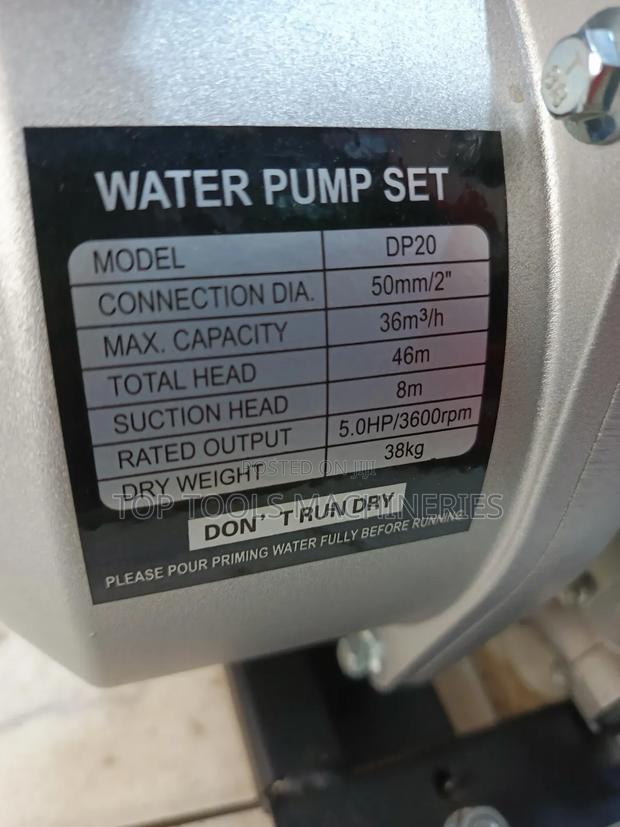 WATER PUMP SET
MODEL DP20
CONNECTION DIA. 50mm/2"
MAX. CAPACITY 36m³/h
TOTAL HEAD 46m
SUCTION HEAD 8m
RATED OUTPUT 5.0HP/3600rpm
DRY WEIGHT 38kg
POSTED ON JIJI
TOP TOOLS MACHINERIES
DON'T RUN DRY
PLEASE POUR PRIMING WATER FULLY BEFORE RUNNING.